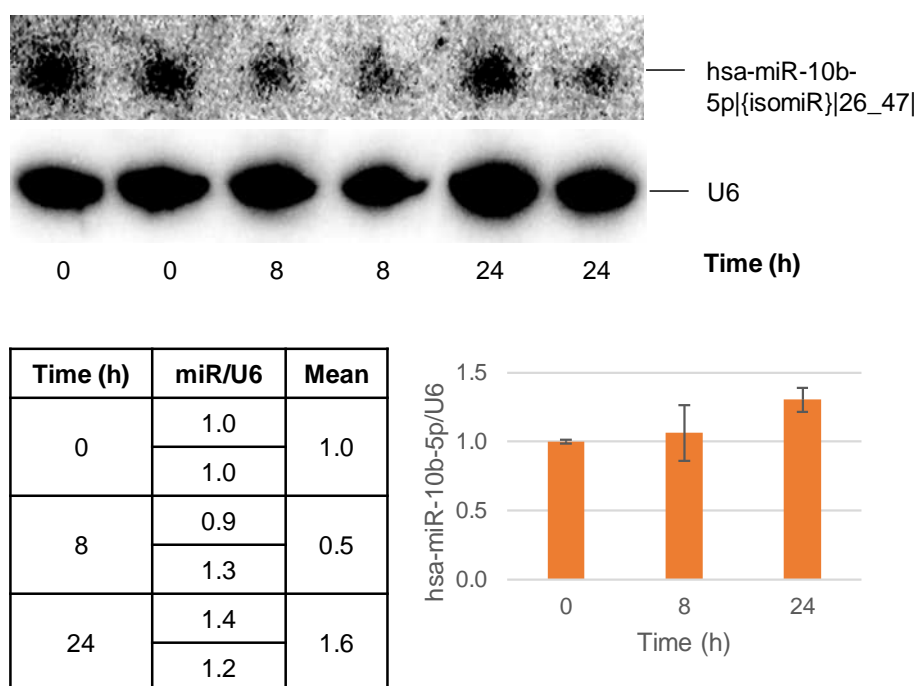 hsa-miR-10b-
5p|{isomiR}|26_47|
U6
0 0 8 8 24 24 Time (h)
Time (h) miR/U6 Mean
0 1.0 1.0
1.0
8 0.9 0.5
1.3
24 1.4 1.6
1.2
hsa-miR-10b-5p/U6
1.5
1.0
0.5
0.0
0 8 24
Time (h)